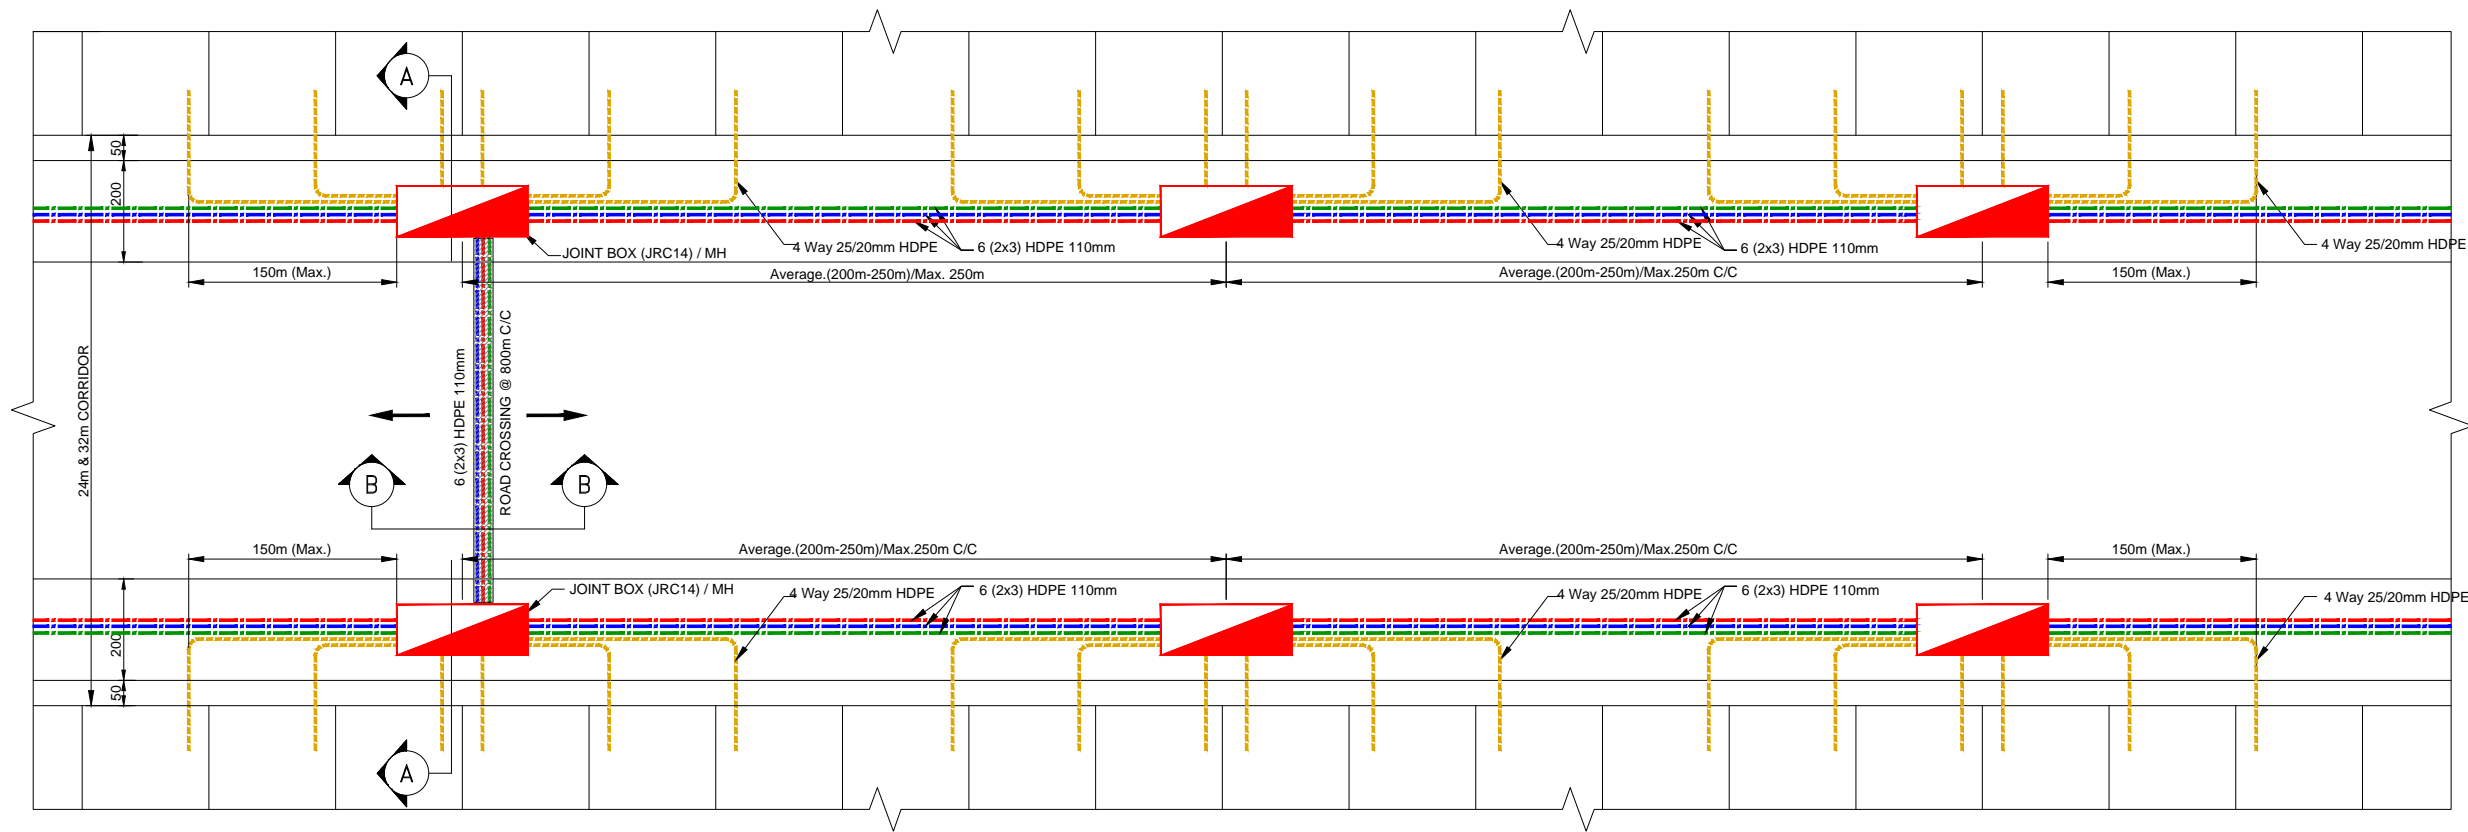 A
50
200
4 Way 25/20mm HDPE
6 (2x3) HDPE 110mm
4 Way 25/20mm HDPE
6 (2x3) HDPE 110mm
4 Way 25/20mm HDPE
JOINT BOX (JRC14) / MH
150m (Max.)
Average.(200m-250m)/Max. 250m
Average.(200m-250m)/Max.250m C/C
150m (Max.)
24m & 32m CORRIDOR
6 (2x3) HDPE 110mm
ROAD CROSSING @ 800m C/C
B
B
150m (Max.)
Average.(200m-250m)/Max.250m C/C
Average.(200m-250m)/Max.250m C/C
150m (Max.)
JOINT BOX (JRC14) / MH
4 Way 25/20mm HDPE
6 (2x3) HDPE 110mm
4 Way 25/20mm HDPE
6 (2x3) HDPE 110mm
4 Way 25/20mm HDPE
200
50
A